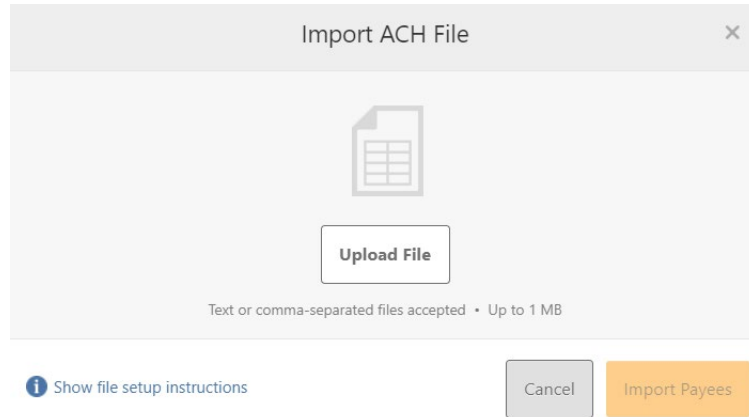 Import ACH File
Upload File
Text or comma-separated files accepted • Up to 1 MB
Show file setup instructions
Cancel
Import Payees